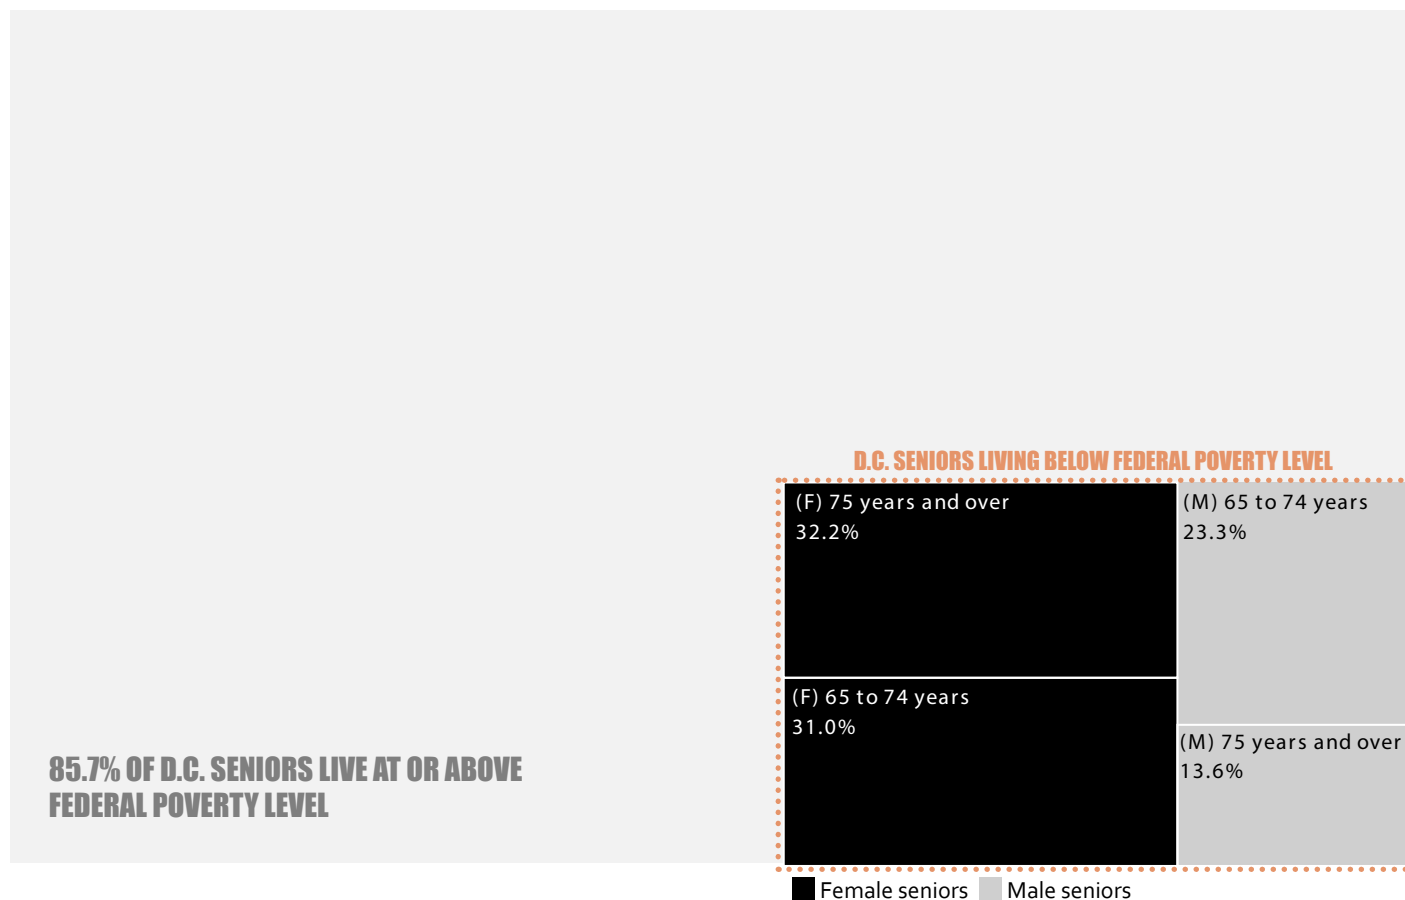 D.C. SENIORS LIVING BELOW FEDERAL POVERTY LEVEL
(F) 75 years and over
32.2%
(M) 65 to 74 years
23.3%
(F) 65 to 74 years
31.0%
(M) 75 years and over
13.6%
85.7% OF D.C. SENIORS LIVE AT OR ABOVE
FEDERAL POVERTY LEVEL
Female seniors
Male seniors